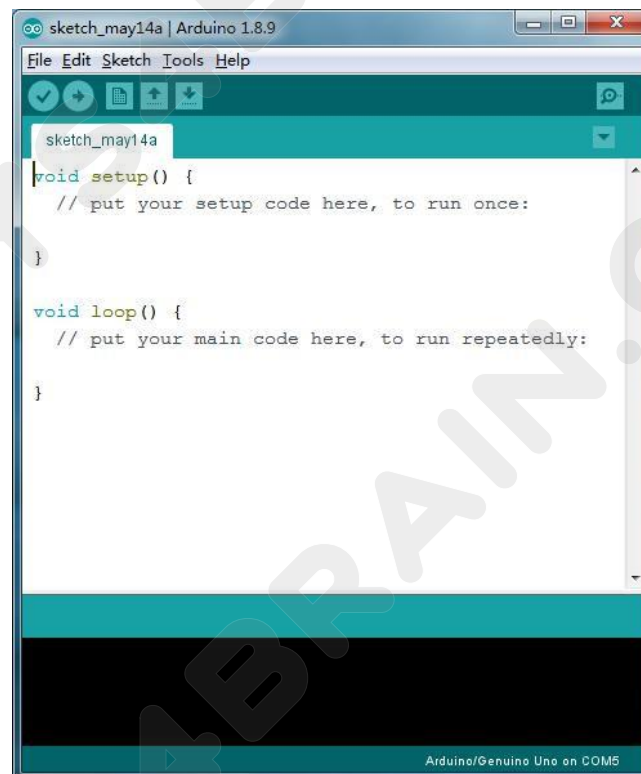 sketch_may14a | Arduino 1.8.9
File Edit Sketch Tools Help
sketch_may14a
void setup() {
// put your setup code here, to run once:
}
void loop() {
// put your main code here, to run repeatedly:
}
Arduino/Genuino Uno on COM5